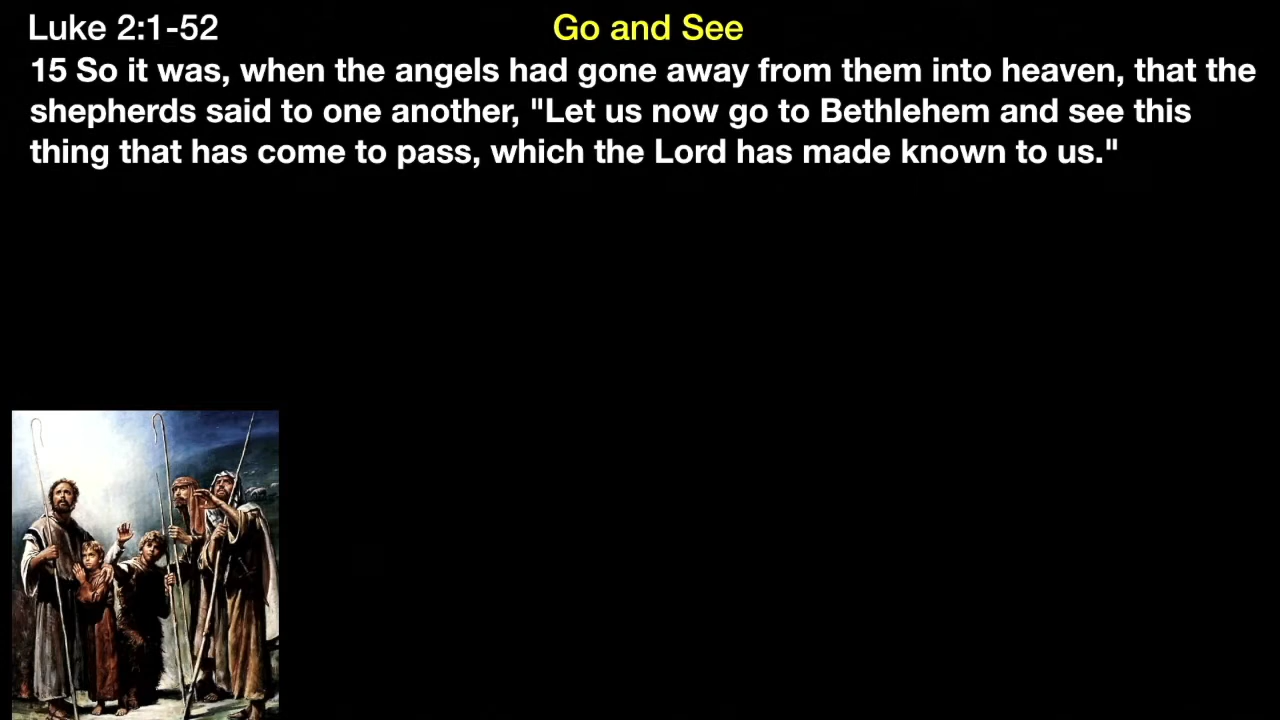 Luke 2:1-52
Go and See
15 So it was, when the angels had gone away from them into heaven, that the
shepherds said to one another, "Let us now go to Bethlehem and see this
thing that has come to pass, which the Lord has made known to us."